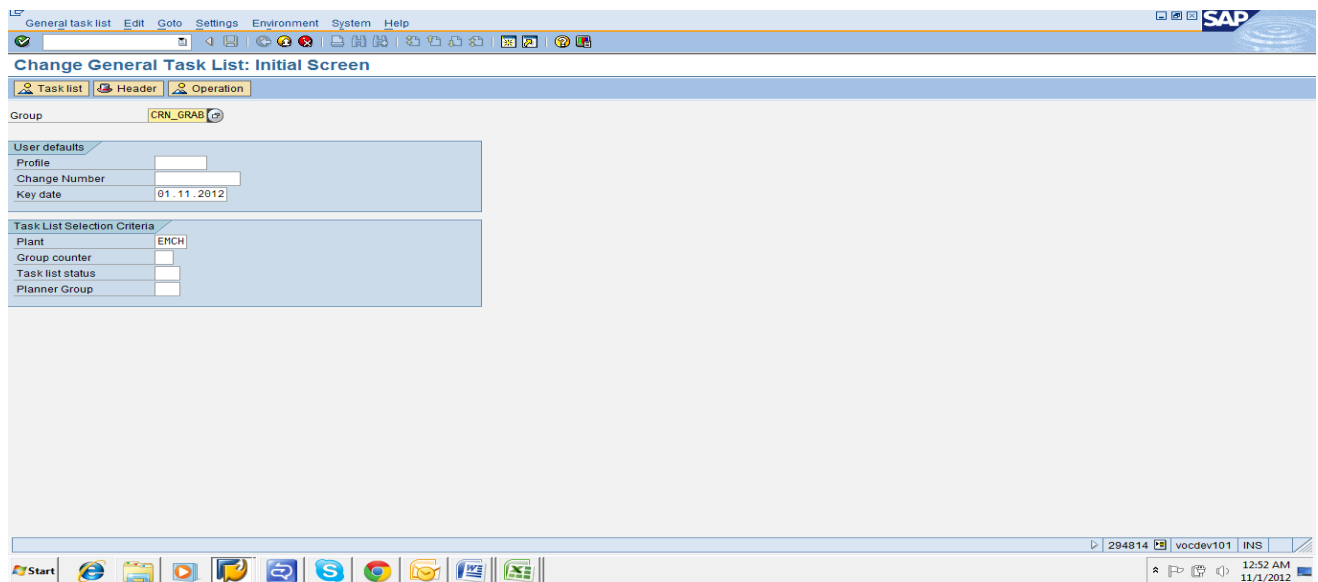 General task list Edit Goto Settings Environment System Help
SAP
Change General Task List: Initial Screen
Task list Header Operation
Group CRN_GRAB
User defaults
Profile
Change Number
Key date 01.11.2012
Task List Selection Criteria
Plant EMCH
Group counter
Task list status
Planner Group
294814 vocdev101 INS
Start 12:52 AM
11/1/2012